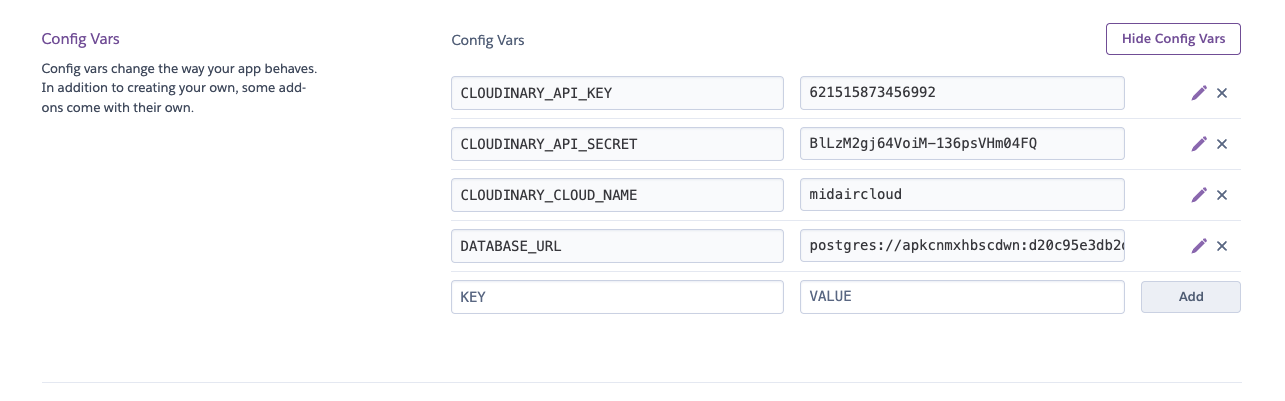 Config Vars
Config vars change the way your app behaves.
In addition to creating your own, some add-
ons come with their own.
Config Vars
Hide Config Vars
CLOUDINARY_API_KEY 621515873456992
CLOUDINARY_API_SECRET BlLzM2gj64VoiM-136psVHm04FQ
CLOUDINARY_CLOUD_NAME midaircloud
DATABASE_URL postgres://apkcnmxhbscdwn:d20c95e3db2
KEY VALUE Add